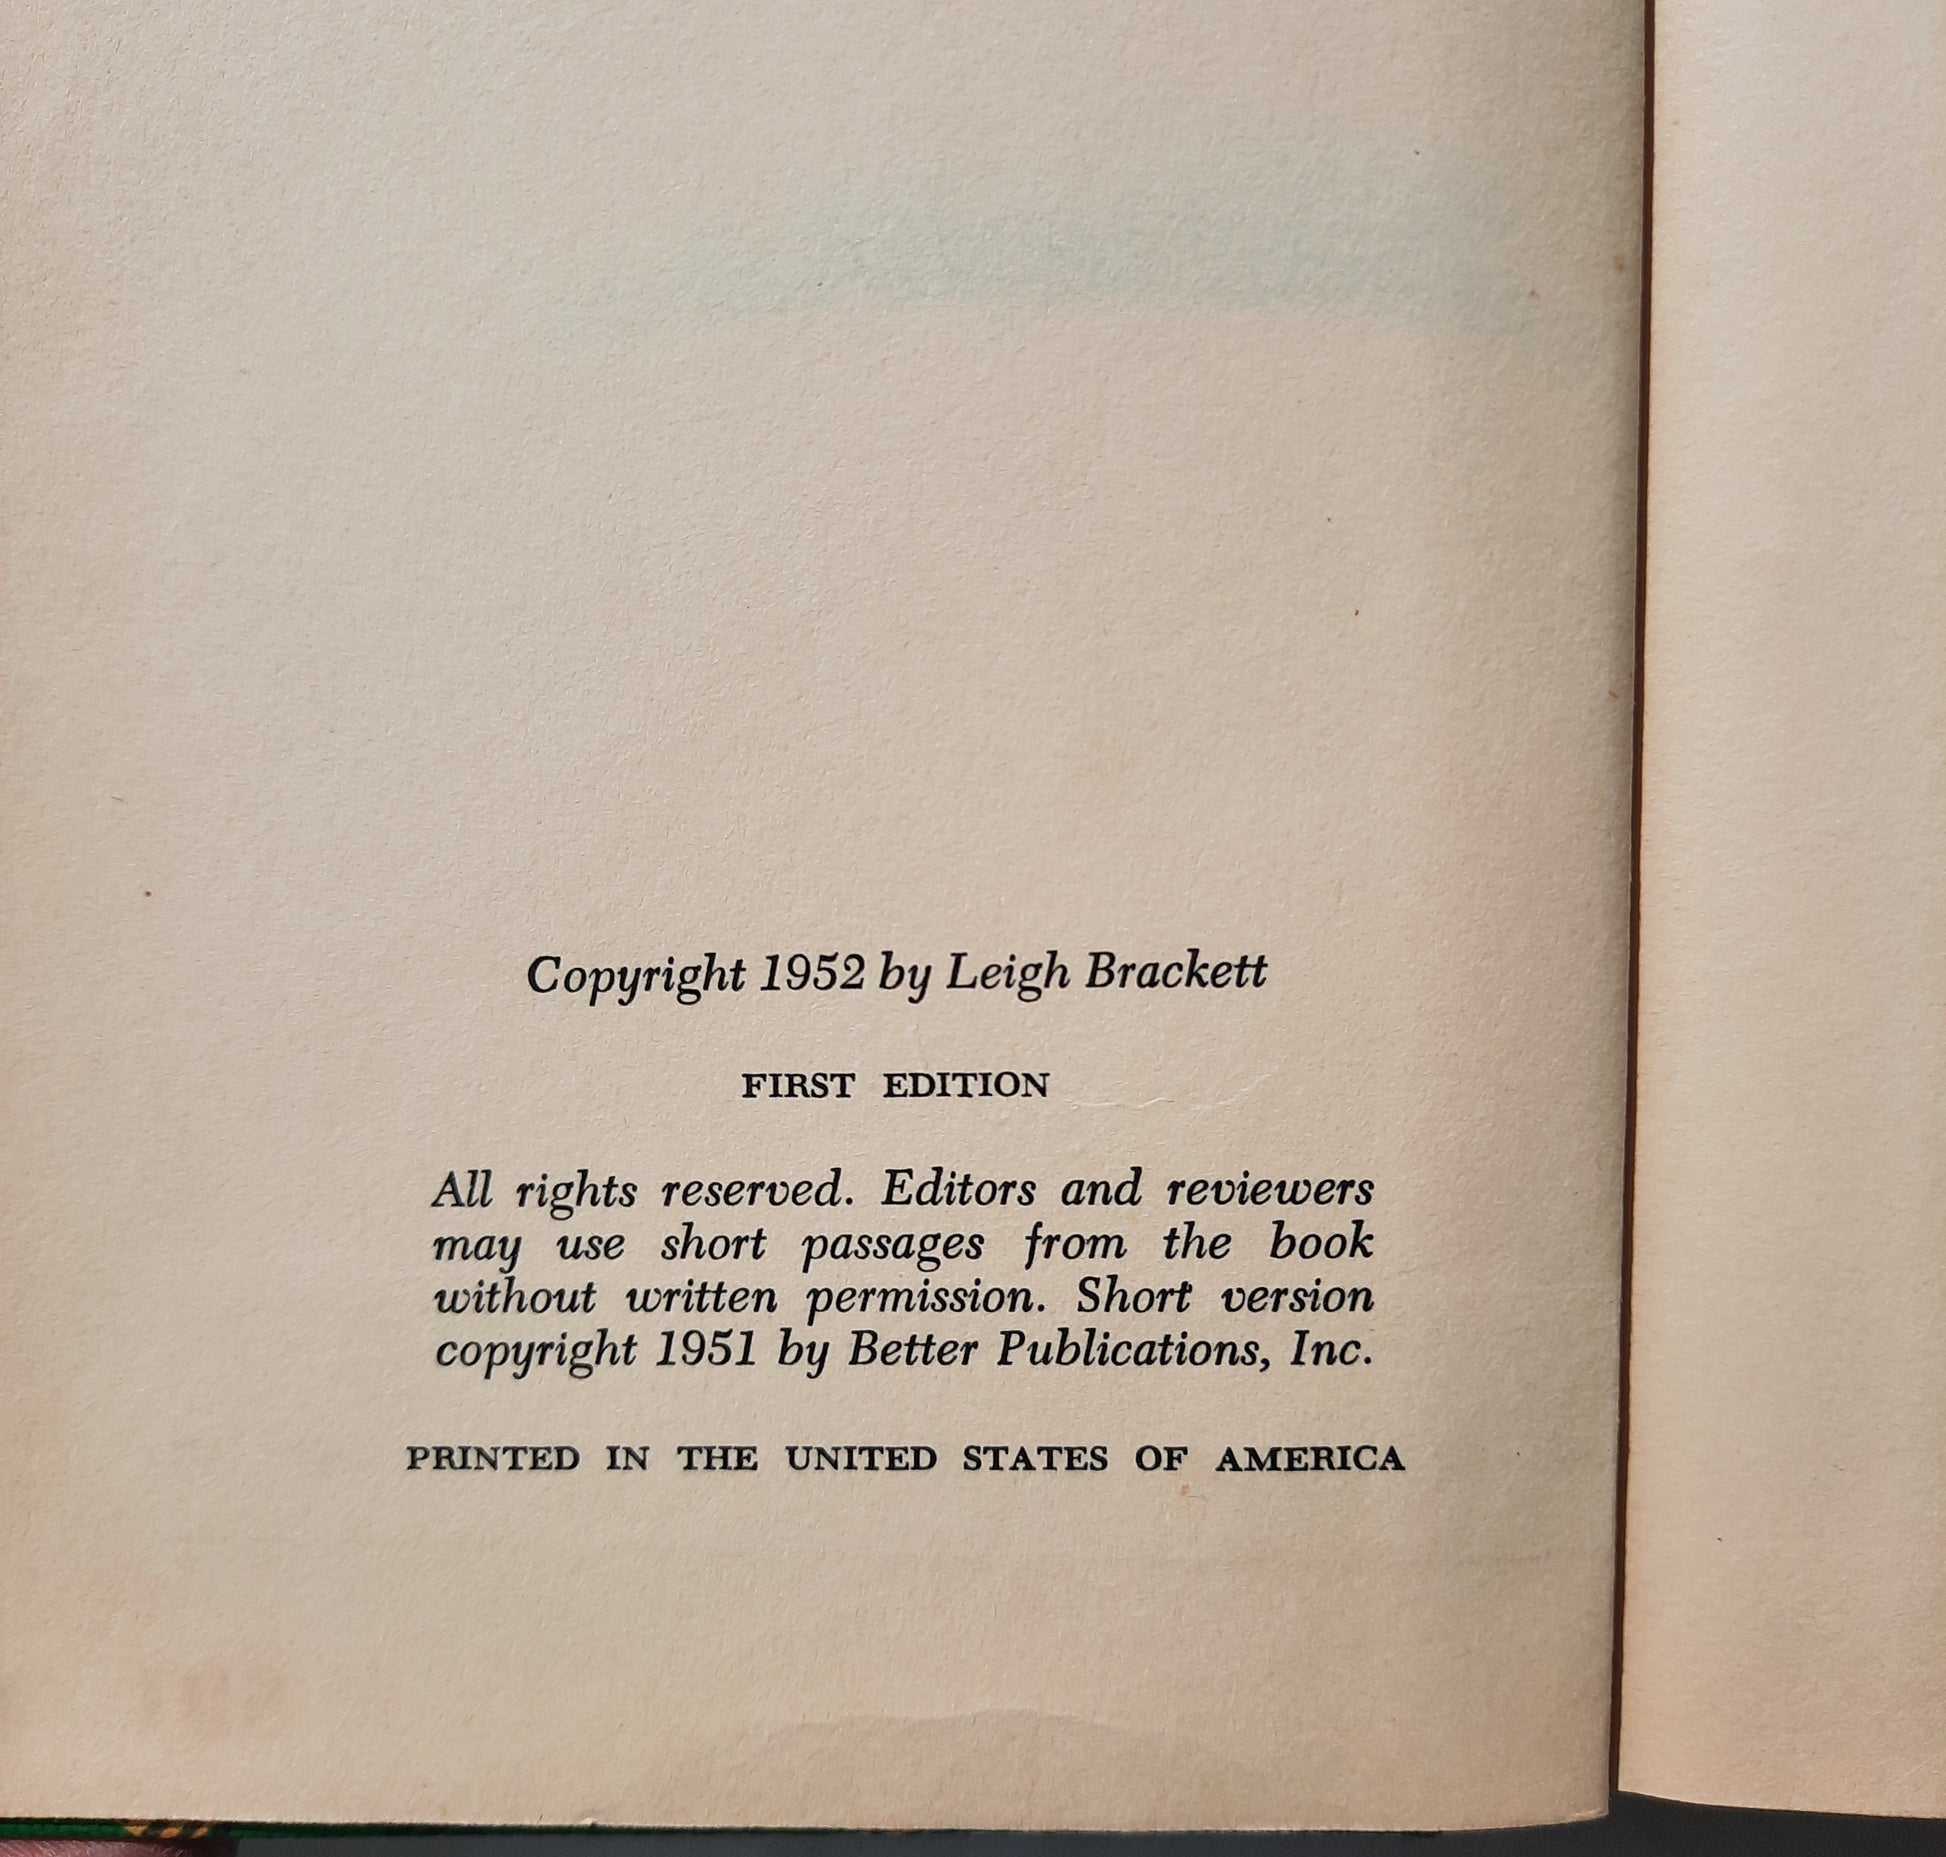 Copyright 1952 by Leigh Brackett
FIRST EDITION
All rights reserved. Editors and reviewers
may use short passages from the book
without written permission. Short version
copyright 1951 by Better Publications, Inc.
PRINTED IN THE UNITED STATES OF AMERICA